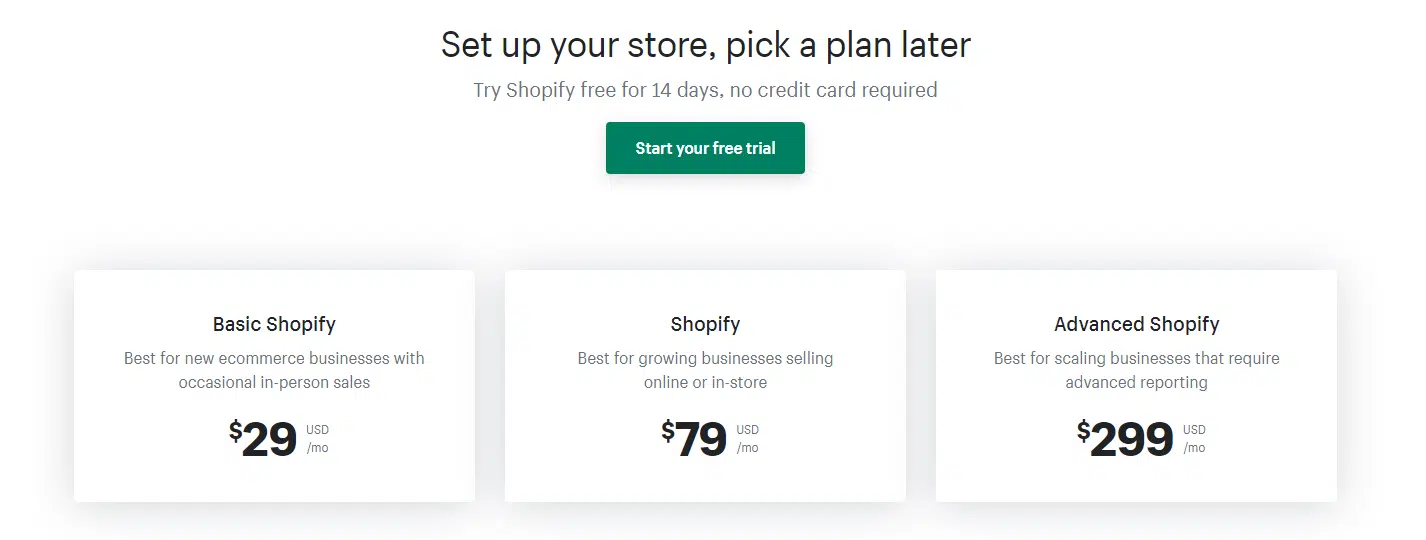 Set up your store, pick a plan later
Try Shopify free for 14 days, no credit card required
Start your free trial
Basic Shopify
Best for new ecommerce businesses with
occasional in-person sales
$29 USD
/mo
Shopify
Best for growing businesses selling
online or in-store
$79 USD
/mo
Advanced Shopify
Best for scaling businesses that require
advanced reporting
$299 USD
/mo